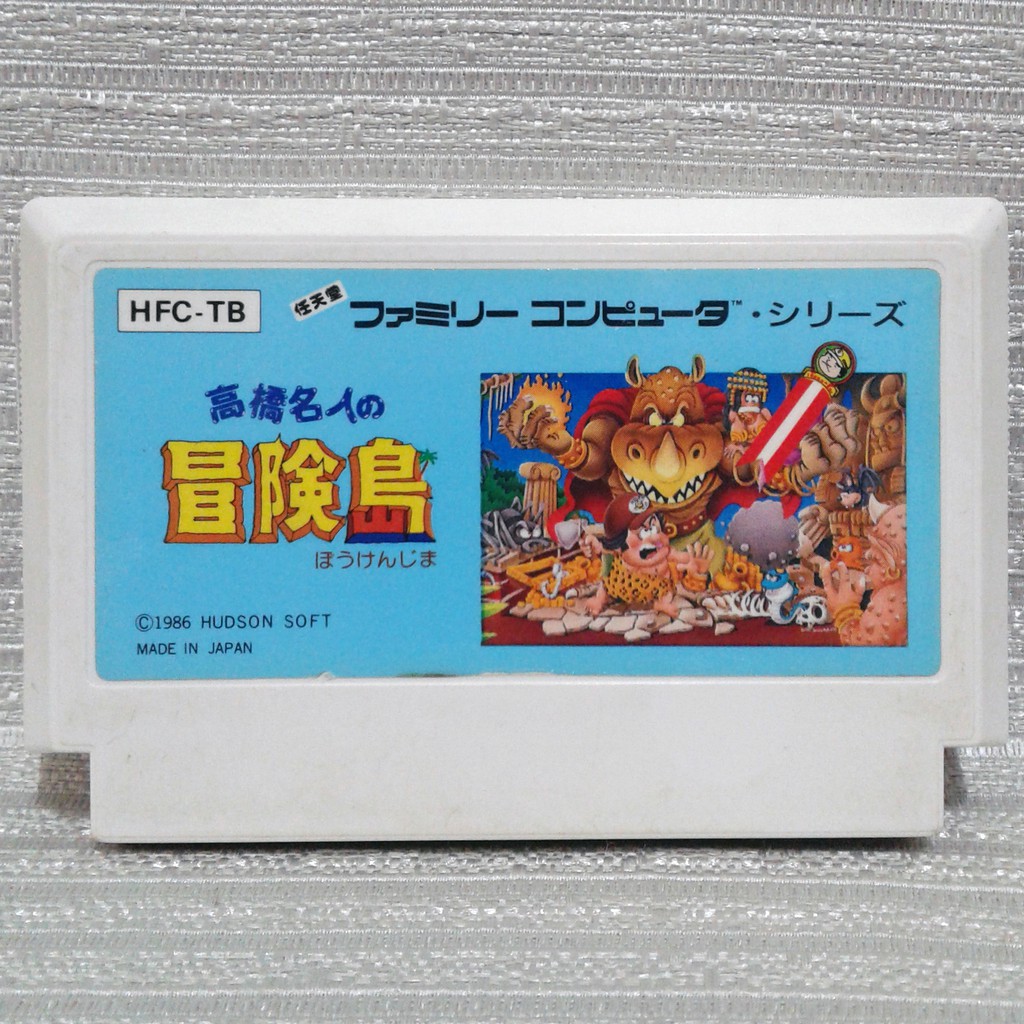 HFC-TB
任天堂 ファミリー コンピュータ™・シリーズ
高橋名人の
冒険島
ぼうけんじま
©1986 HUDSON SOFT
MADE IN JAPAN